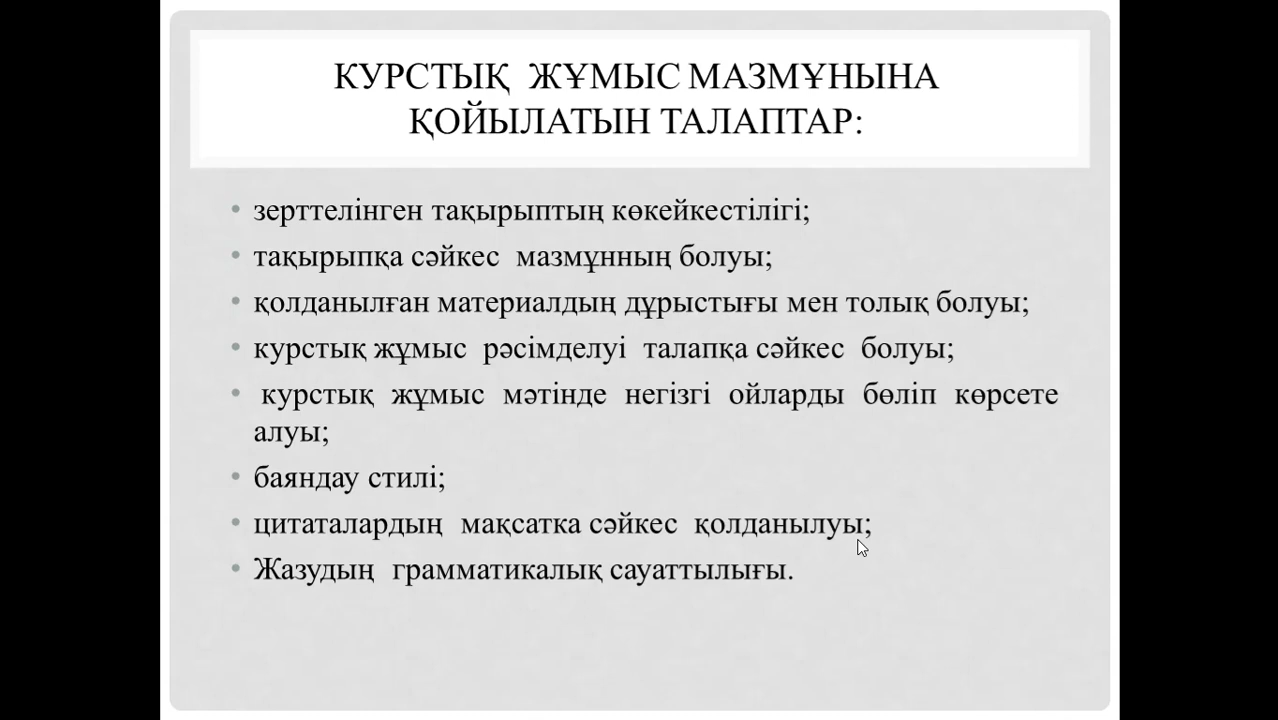 КУРСТЫҚ ЖҰМЫС МАЗМҰНЫНА
ҚОЙЫЛАТЫН ТАЛАПТАР:
• зерттелінген тақырыптың көкейкестілігі;
• тақырыпқа сәйкес мазмұнның болуы;
• қолданылған материалдың дұрыстығы мен толық болуы;
• курстық жұмыс рәсімделуі талапқа сәйкес болуы;
• курстық жұмыс мәтінде негізгі ойларды бөліп көрсете
алуы;
• баяндау стилі;
• цитаталардың мақсатка сәйкес қолданылуы;
• Жазудың грамматикалық сауаттылығы.